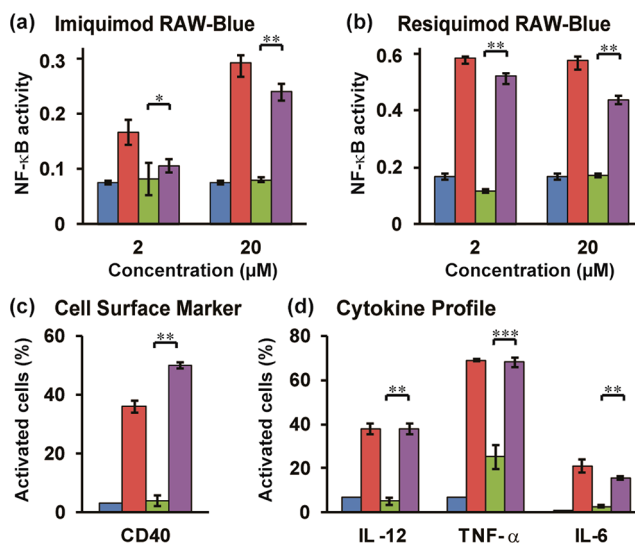 (a) Imiquimod RAW-Blue
NF-κB activity
0.3
0.2
0.1
0
*
**
2
20
Concentration (µM)
(b) Resiquimod RAW-Blue
NF-κB activity
0.6
0.4
0.2
0
**
**
2
20
Concentration (µM)
(c) Cell Surface Marker
Activated cells (%)
60
40
20
0
**
CD40
(d) Cytokine Profile
Activated cells (%)
80
60
40
20
0
**
***
**
IL -12
TNF- α
IL-6